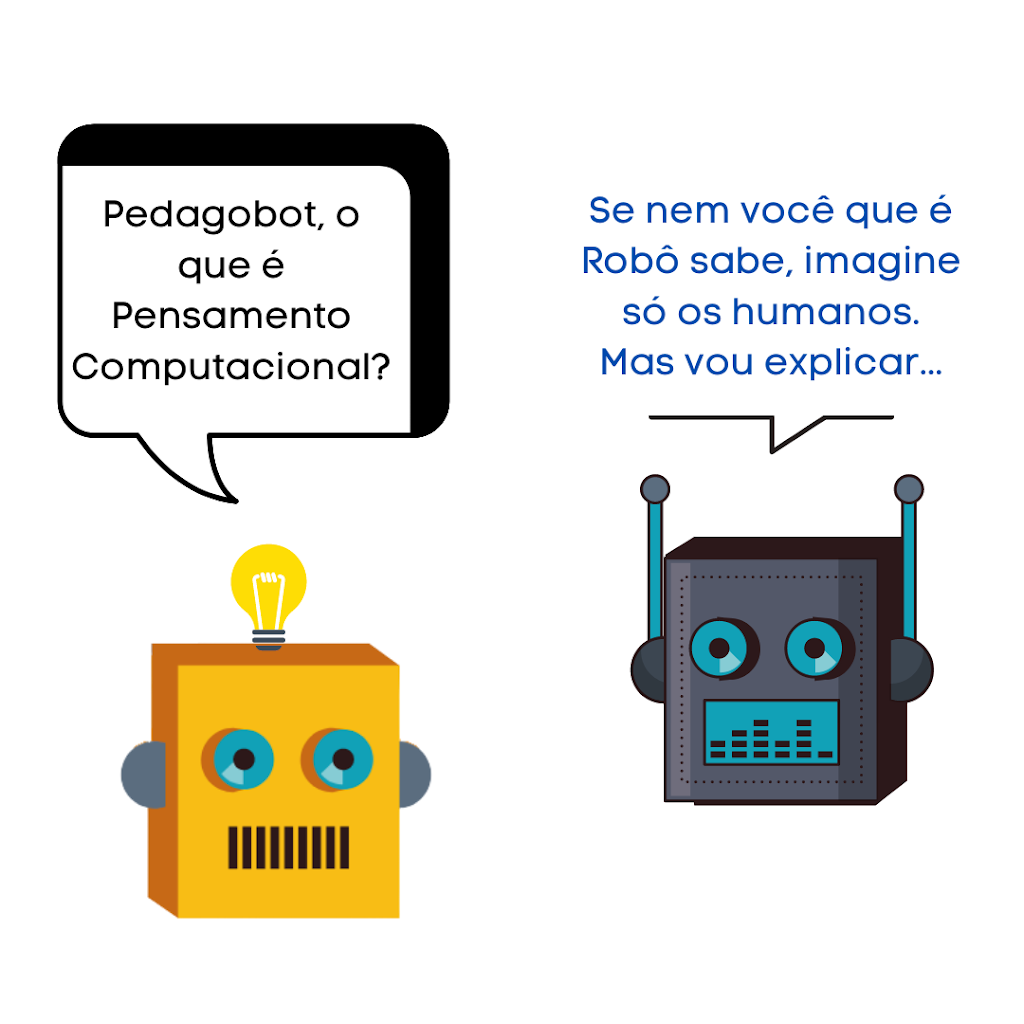 Pedagobot, o
que é
Pensamento
Computacional?
Se nem você que é
Robô sabe, imagine
só os humanos.
Mas vou explicar...